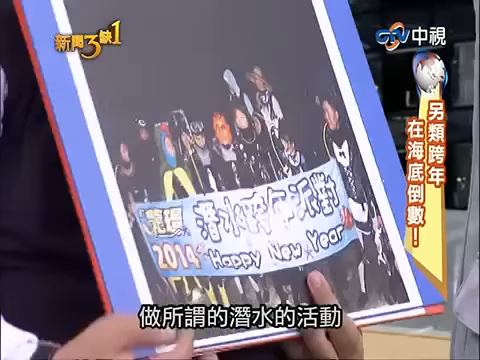 新聞3缺1
CTV中視
另類跨年
在海底倒數！
龍後
潛水跨年派對
2014
Happy New Year
做所謂的潛水的活動